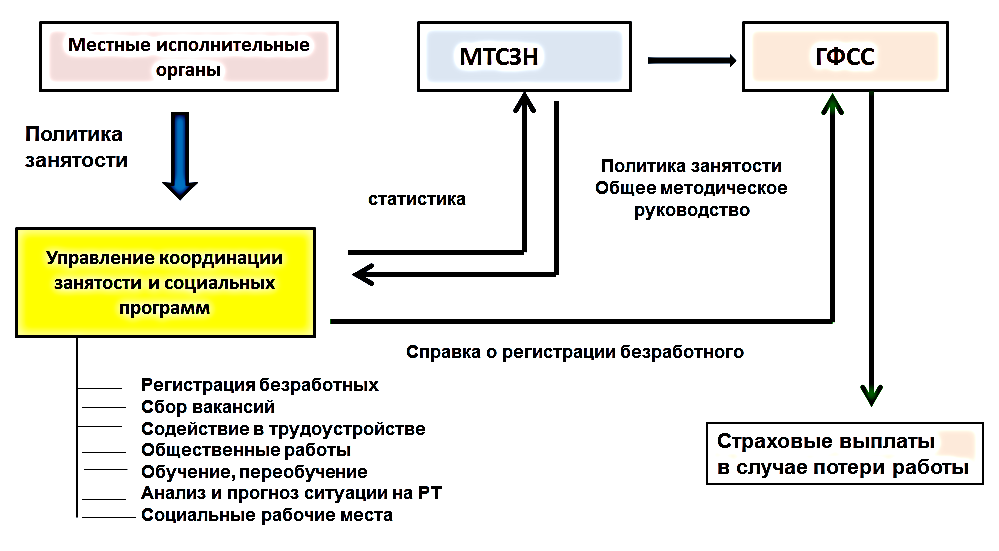 Местные исполнительные
органы
МТСЗН
ГФСС
Политика
занятости
Политика занятости
Общее методическое
руководство
статистика
Управление координации
занятости и социальных
программ
Справка о регистрации безработного
Регистрация безработных
Сбор вакансий
Содействие в трудоустройстве
Общественные работы
Обучение, переобучение
Анализ и прогноз ситуации на РТ
Социальные рабочие места
Страховые выплаты
в случае потери работы